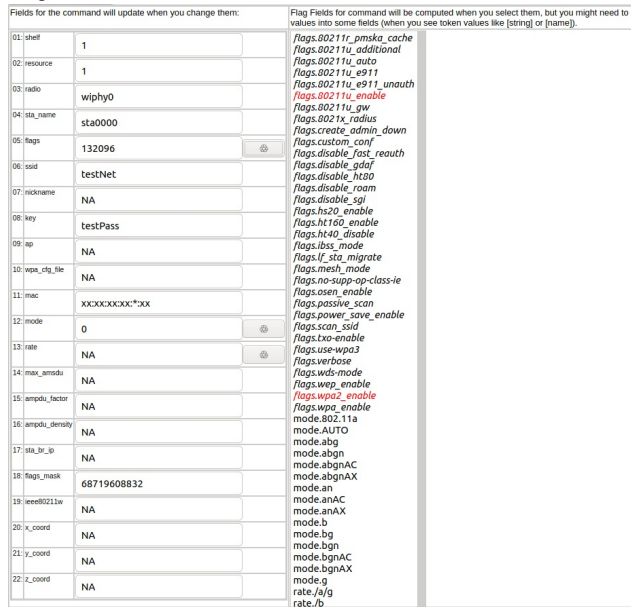 Fields for the command will update when you change them:
01: shelf
1
02: resource
1
03: radio
wiphy0
04: sta_name
sta0000
05: flags
132096
06: ssid
testNet
07: nickname
NA
08: key
testPass
09: ap
NA
10: wpa_cfg_file
NA
11: mac
xx:xx:xx:xx:*:xx
12: mode
0
13: rate
NA
14: max_amsdu
NA
15: ampdu_factor
NA
16: ampdu_density
NA
17: sta_br_ip
NA
18: flags_mask
68719608832
19: ieee80211w
NA
20: x_coord
NA
21: y_coord
NA
22: z_coord
NA
Flag Fields for command will be computed when you select them, but you might need to
values into some fields (when you see token values like [string] or [name]).
flags.80211r_pmska_cache
flags.80211u_additional
flags.80211u_auto
flags.80211u_e911
flags.80211u_e911_unauth
flags.80211u_enable
flags.80211u_gw
flags.8021x_radius
flags.create_admin_down
flags.custom_conf
flags.disable_fast_reauth
flags.disable_gdaf
flags.disable_ht80
flags.disable_roam
flags.disable_sgi
flags.hs20_enable
flags.ht160_enable
flags.ht40_disable
flags.ibss_mode
flags.lf_sta_migrate
flags.mesh_mode
flags.no-supp-op-class-ie
flags.osen_enable
flags.passive_scan
flags.power_save_enable
flags.scan_ssid
flags.txo-enable
flags.use-wpa3
flags.verbose
flags.wds-mode
flags.wep_enable
flags.wpa2_enable
flags.wpa_enable
mode.802.11a
mode.AUTO
mode.abg
mode.abgn
mode.abgnAC
mode.abgnAX
mode.an
mode.anAC
mode.anAX
mode.b
mode.bg
mode.bgn
mode.bgnAC
mode.bgnAX
mode.g
rate./a/g
rate./b